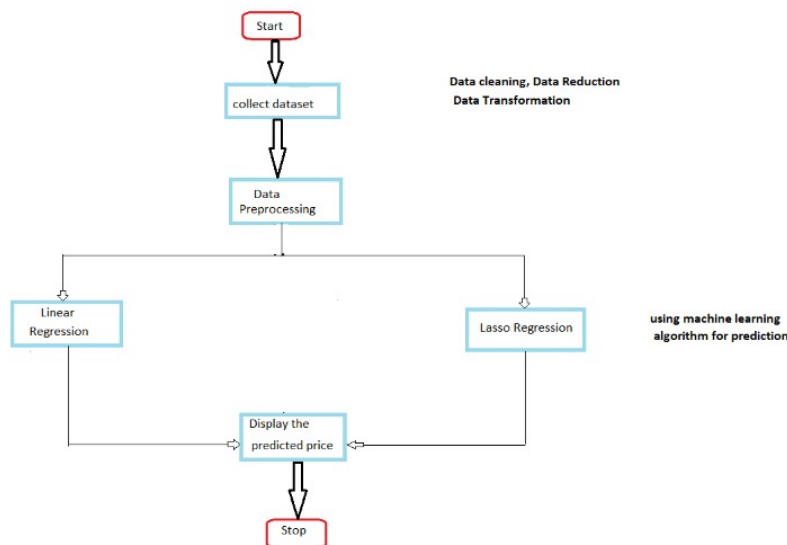 Start
Data cleaning, Data Reduction
Data Transformation
collect dataset
Data
Preprocessing
Linear
Regression
Lasso Regression
using machine learning
algorithm for prediction
Display the
predicted price
Stop